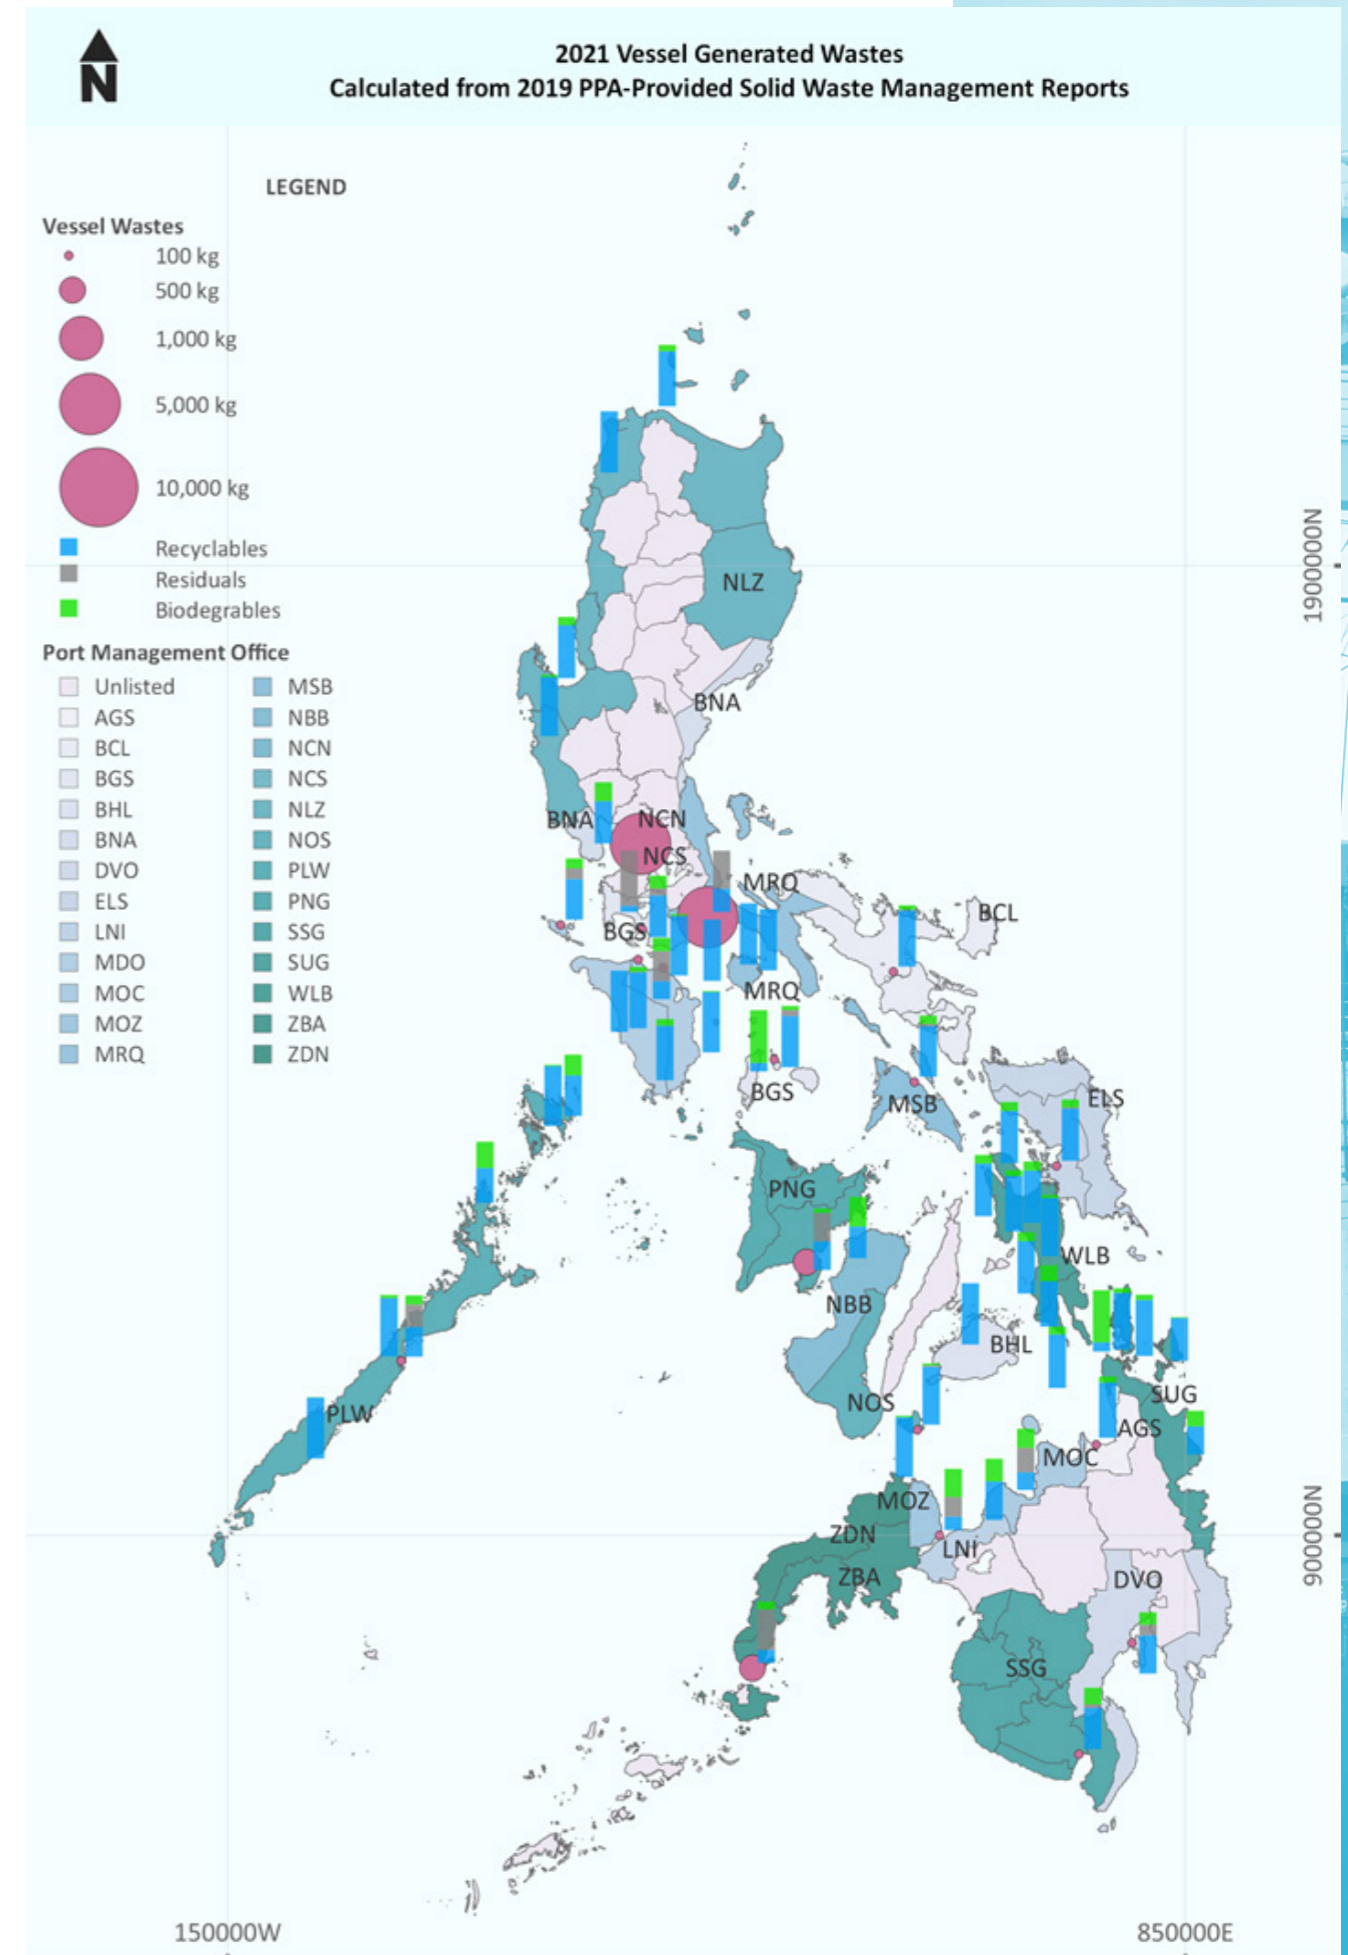 2021 Vessel Generated Wastes
Calculated from 2019 PPA-Provided Solid Waste Management Reports
N
LEGEND
Vessel Wastes
100 kg
500 kg
1,000 kg
5,000 kg
10,000 kg
Recyclables
Residuals
Biodegrables
Port Management Office
Unlisted
AGS
BCL
BGS
BHL
BNA
DVO
ELS
LNI
MDO
MOC
MOZ
MRQ
MSB
NBB
NCN
NCS
NLZ
NOS
PLW
PNG
SSG
SUG
WLB
ZBA
ZDN
1900000N
NLZ
BNA
BNA
NCN
NCS
MRQ
BCL
BGS
MRQ
BGS
MSB
ELS
PNG
WLB
NBB
BHL
PLW
NOS
SUG
AGS
MOC
MOZ
900000N
ZDN
LNI
ZBA
DVO
SSG
150000W
850000E